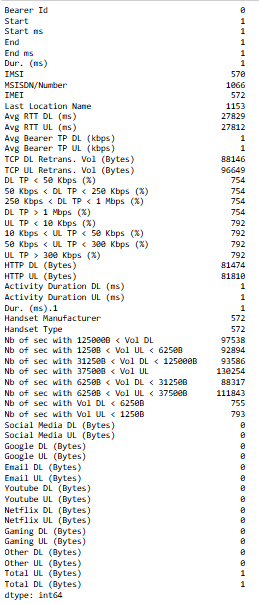 Bearer Id 0
Start 1
Start ms 1
End 1
End ms 1
Dur. (ms) 1
IMSI 570
MSISDN/Number 1066
IMEI 572
Last Location Name 1153
Avg RTT DL (ms) 27829
Avg RTT UL (ms) 27812
Avg Bearer TP DL (kbps) 1
Avg Bearer TP UL (kbps) 1
TCP DL Retrans. Vol (Bytes) 88146
TCP UL Retrans. Vol (Bytes) 96649
DL TP < 50 Kbps (%) 754
50 Kbps < DL TP < 250 Kbps (%) 754
250 Kbps < DL TP < 1 Mbps (%) 754
DL TP > 1 Mbps (%) 754
UL TP < 10 Kbps (%) 792
10 Kbps < UL TP < 50 Kbps (%) 792
50 Kbps < UL TP < 300 Kbps (%) 792
UL TP > 300 Kbps (%) 792
HTTP DL (Bytes) 81474
HTTP UL (Bytes) 81810
Activity Duration DL (ms) 1
Activity Duration UL (ms) 1
Dur. (ms).1 1
Handset Manufacturer 572
Handset Type 572
Nb of sec with 125000B < Vol DL 97538
Nb of sec with 1250B < Vol UL < 6250B 92894
Nb of sec with 31250B < Vol DL < 125000B 93586
Nb of sec with 37500B < Vol UL 130254
Nb of sec with 6250B < Vol DL < 31250B 88317
Nb of sec with 6250B < Vol UL < 37500B 111843
Nb of sec with Vol DL < 6250B 755
Nb of sec with Vol UL < 1250B 793
Social Media DL (Bytes) 0
Social Media UL (Bytes) 0
Google DL (Bytes) 0
Google UL (Bytes) 0
Email DL (Bytes) 0
Email UL (Bytes) 0
Youtube DL (Bytes) 0
Youtube UL (Bytes) 0
Netflix DL (Bytes) 0
Netflix UL (Bytes) 0
Gaming DL (Bytes) 0
Gaming UL (Bytes) 0
Other DL (Bytes) 0
Other UL (Bytes) 0
Total UL (Bytes) 1
Total DL (Bytes) 1
dtype: int64